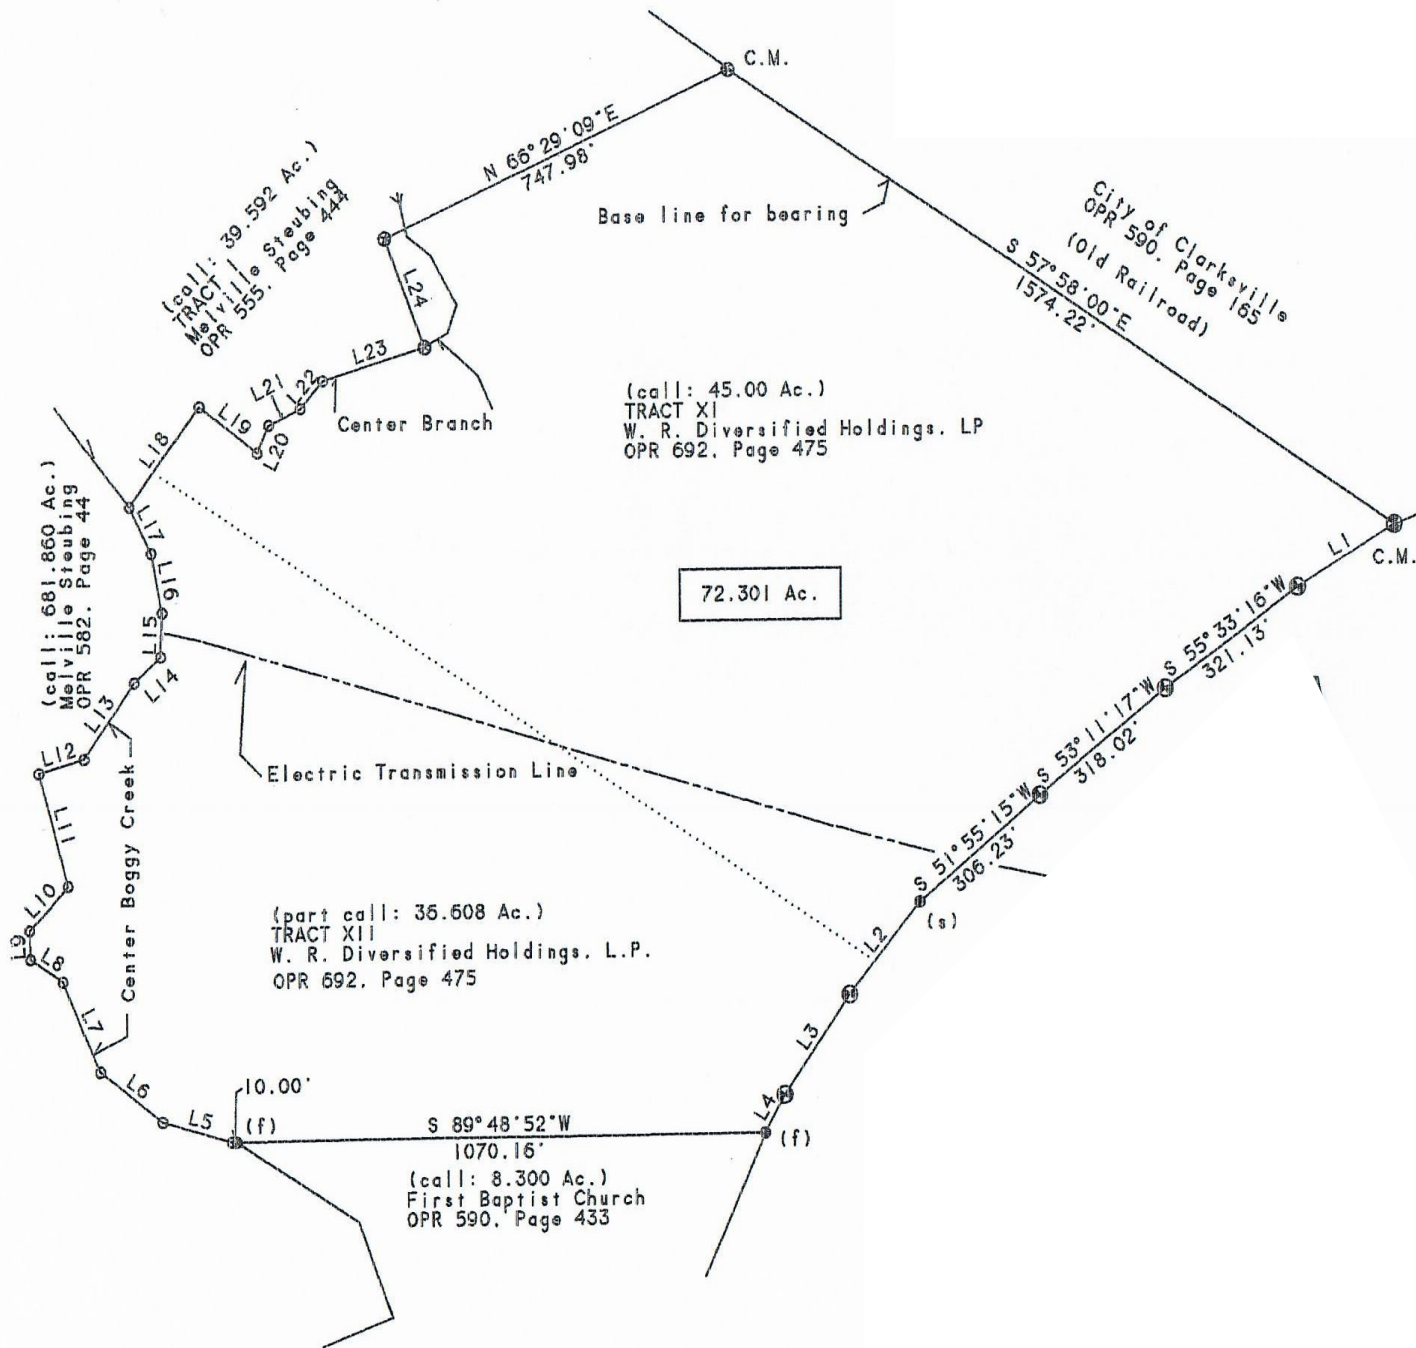 C.M.
N 66°29'09"E
747.98'
(call: 39.592 Ac.)
TRACT I
Melville Steubing
OPR 555. Page 444
Base line for bearing
City of Clarksville
OPR 590. Page 165
(Old Railroad)
S 57°58'00"E
1574.22'
L24
L23
L22
L21
L20
L19
L18
Center Branch
(call: 45.00 Ac.)
TRACT XI
W. R. Diversified Holdings. LP
OPR 692. Page 475
C.M.
L1
(call: 681.860 Ac.)
Melville Steubing
OPR 582. Page 44
L17
L16
L15
L14
L13
L12
L11
L10
L9
L8
L7
L6
L5
72.301 Ac.
S 55°33'16"W
321.13'
S 53°11'17"W
318.02'
S 51°55'15"W
306.23'
(s)
L2
L3
L4
(f)
Electric Transmission Line
Center Boggy Creek
(part call: 36.608 Ac.)
TRACT XII
W. R. Diversified Holdings. L.P.
OPR 692. Page 475
10.00'
(f)
S 89°48'52"W
1070.16'
(call: 8.300 Ac.)
First Baptist Church
OPR 590. Page 433